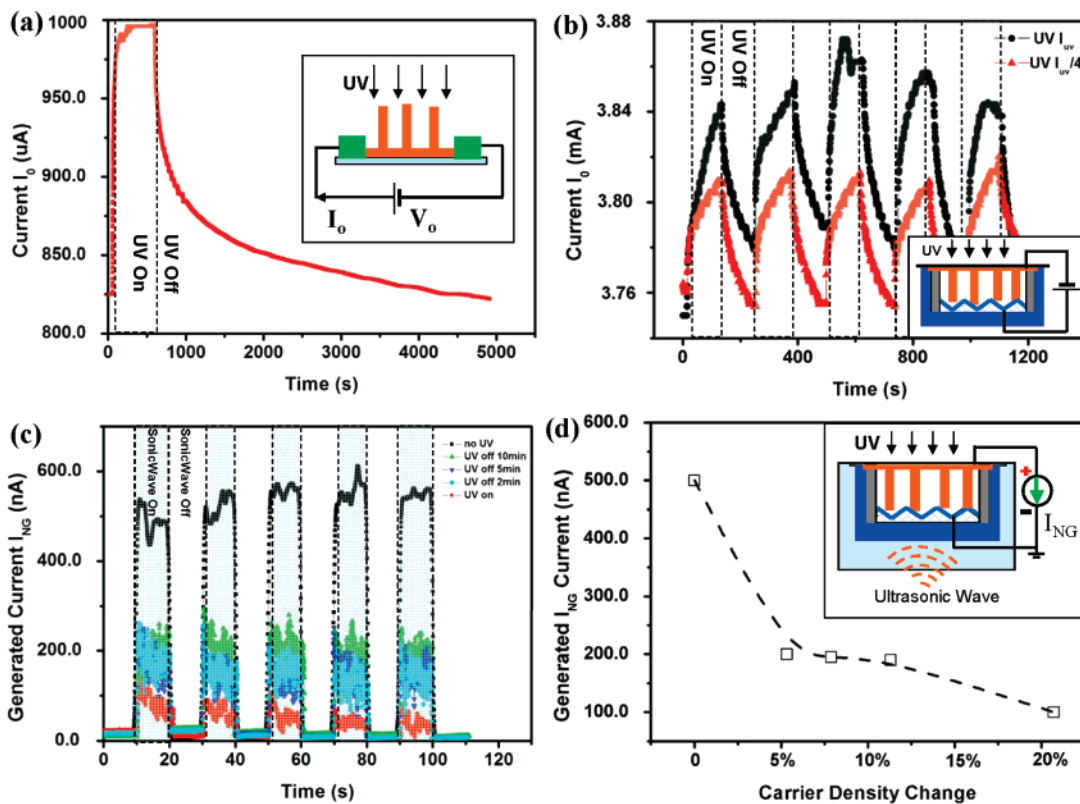 (a)
Current I0 (uA)
1000
950.0
900.0
850.0
800.0
UV On
UV Off
UV
Io
Vo
0
1000
2000
3000
4000
5000
Time (s)
(b)
Current I0 (mA)
3.88
3.84
3.80
3.76
UV On
UV Off
UV Iuv
UV Iuv/4
UV
0
400
800
1200
Time (s)
(c)
Generated Current ING (nA)
600.0
400.0
200.0
0.0
SonicWave On
SonicWave Off
no UV
UV off 10min
UV off 5min
UV off 2min
UV on
0
20
40
60
80
100
120
Time (s)
(d)
Generated ING Current (nA)
600.0
500.0
400.0
300.0
200.0
100.0
UV
+
-
ING
Ultrasonic Wave
0
5%
10%
15%
20%
Carrier Density Change